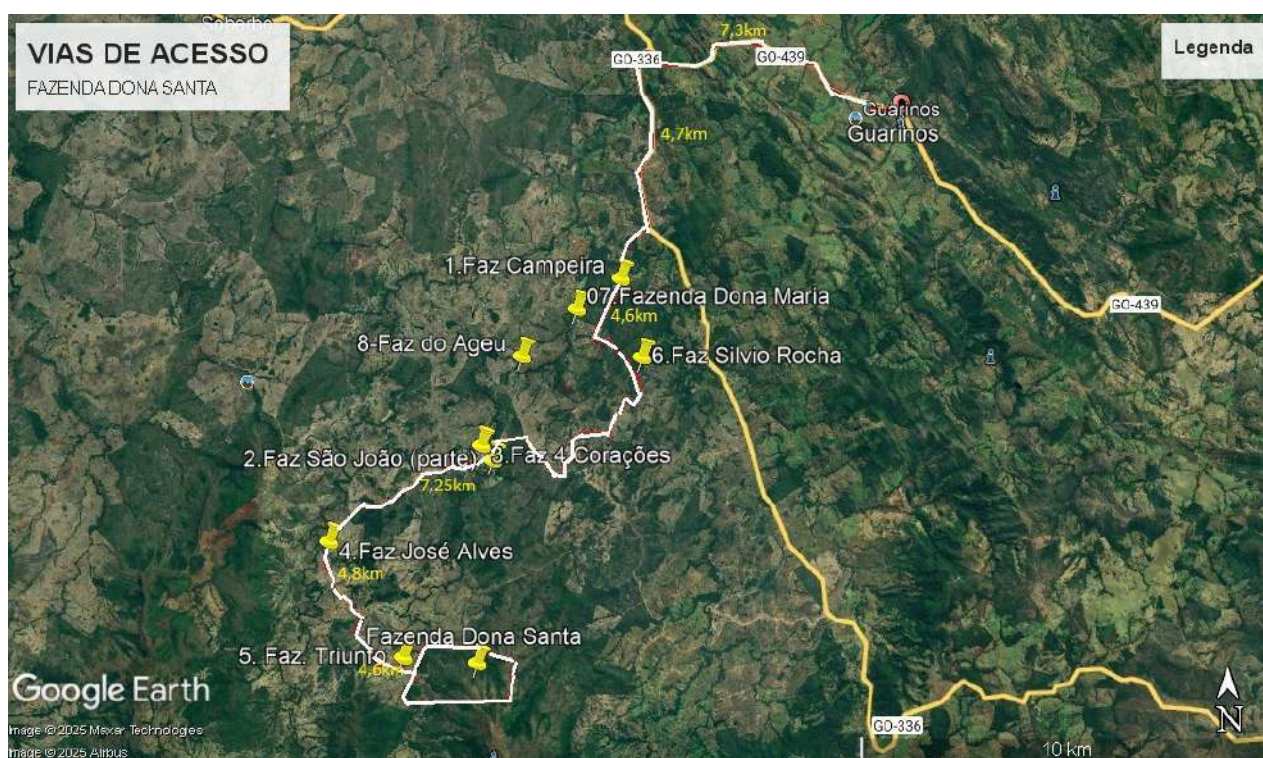 Soberbo
VIAS DE ACESSO
FAZENDA DONA SANTA
Legenda
7,3km
GO-336
GO-439
Guarinos
Guarinos
4,7km
1.Faz Campeira
07.Fazenda Dona Maria
4,6km
GO-439
8-Faz do Ageu
6.Faz Silvio Rocha
2.Faz São João (parte)
3.Faz 4 Corações
7,25km
4.Faz José Alves
4,8km
Fazenda Dona Santa
5. Faz. Triunfo
4,6km
Google Earth
N
GO-336
Image © 2025 Maxar Technologies
10 km
Image © 2025 Airbus